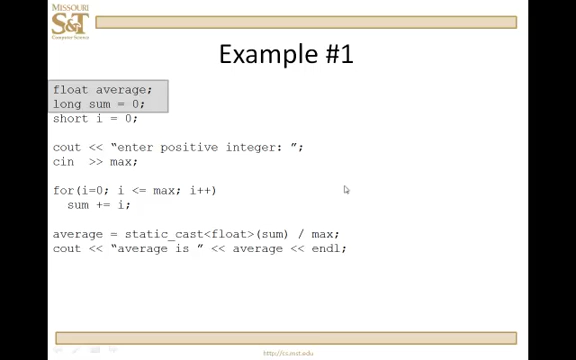 MISSOURI
S&T
Computer Science
Example #1
float average;
long sum = 0;
short i = 0;
cout << “enter positive integer: ”;
cin  >> max;
for(i=0; i <= max; i++)
  sum += i;
average = static_cast<float>(sum) / max;
cout << “average is ” << average << endl;
http://cs.mst.edu